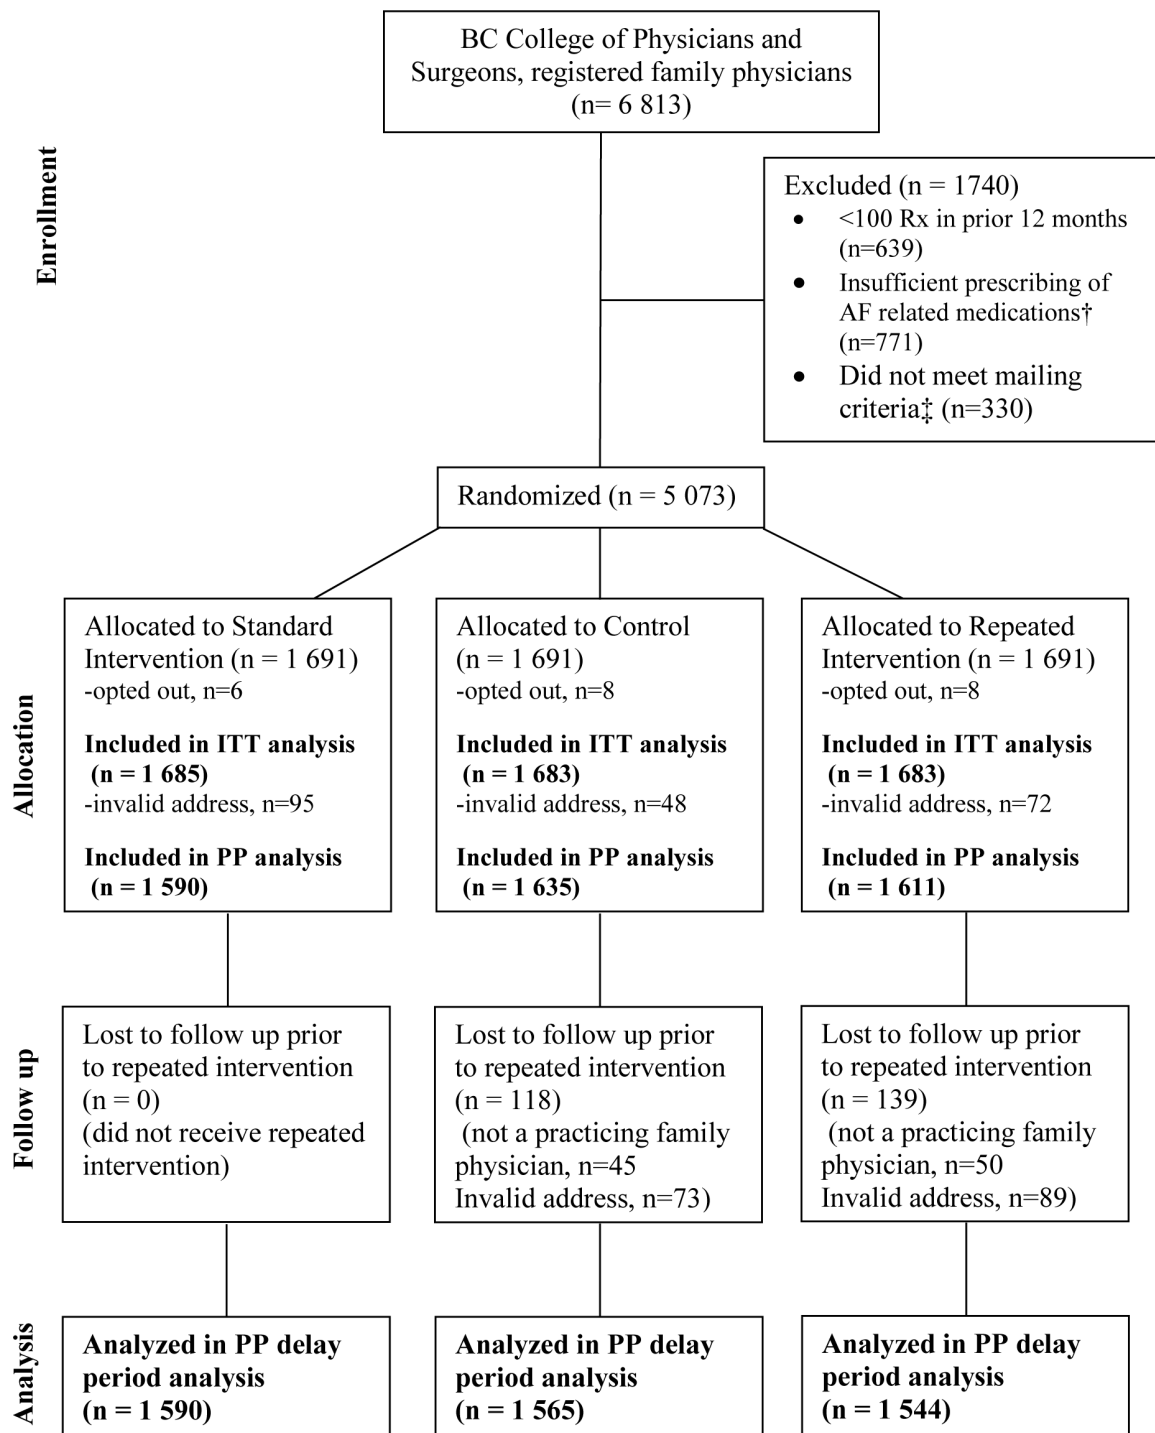 BC College of Physicians and
Surgeons, registered family physicians
(n= 6 813)
Enrollment
Excluded (n = 1740)
• <100 Rx in prior 12 months
(n=639)
• Insufficient prescribing of
AF related medications†
(n=771)
• Did not meet mailing
criteria‡ (n=330)
Randomized (n = 5 073)
Allocation
Allocated to Standard
Intervention (n = 1 691)
-opted out, n=6
Included in ITT analysis
(n = 1 685)
-invalid address, n=95
Included in PP analysis
(n = 1 590)
Allocated to Control
(n = 1 691)
-opted out, n=8
Included in ITT analysis
(n = 1 683)
-invalid address, n=48
Included in PP analysis
(n = 1 635)
Allocated to Repeated
Intervention (n = 1 691)
-opted out, n=8
Included in ITT analysis
(n = 1 683)
-invalid address, n=72
Included in PP analysis
(n = 1 611)
Follow up
Lost to follow up prior
to repeated intervention
(n = 0)
(did not receive repeated
intervention)
Lost to follow up prior
to repeated intervention
(n = 118)
(not a practicing family
physician, n=45
Invalid address, n=73)
Lost to follow up prior
to repeated intervention
(n = 139)
(not a practicing family
physician, n=50
Invalid address, n=89)
Analysis
Analyzed in PP delay
period analysis
(n = 1 590)
Analyzed in PP delay
period analysis
(n = 1 565)
Analyzed in PP delay
period analysis
(n = 1 544)